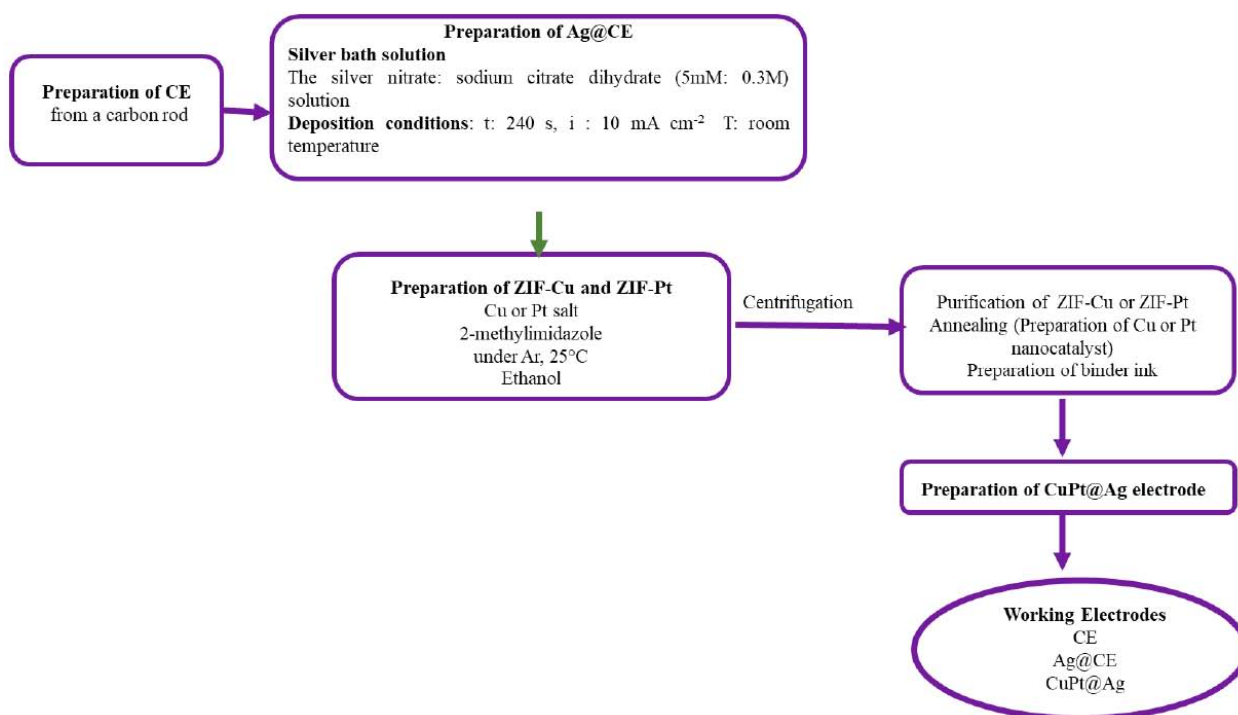 Preparation of CE
from a carbon rod
Preparation of Ag@CE
Silver bath solution
The silver nitrate: sodium citrate dihydrate (5mM: 0.3M)
solution
Deposition conditions: t: 240 s, i : 10 mA cm⁻² T: room
temperature
Preparation of ZIF-Cu and ZIF-Pt
Cu or Pt salt
2-methylimidazole
under Ar, 25°C
Ethanol
Centrifugation
Purification of ZIF-Cu or ZIF-Pt
Annealing (Preparation of Cu or Pt
nanocatalyst)
Preparation of binder ink
Preparation of CuPt@Ag electrode
Working Electrodes
CE
Ag@CE
CuPt@Ag